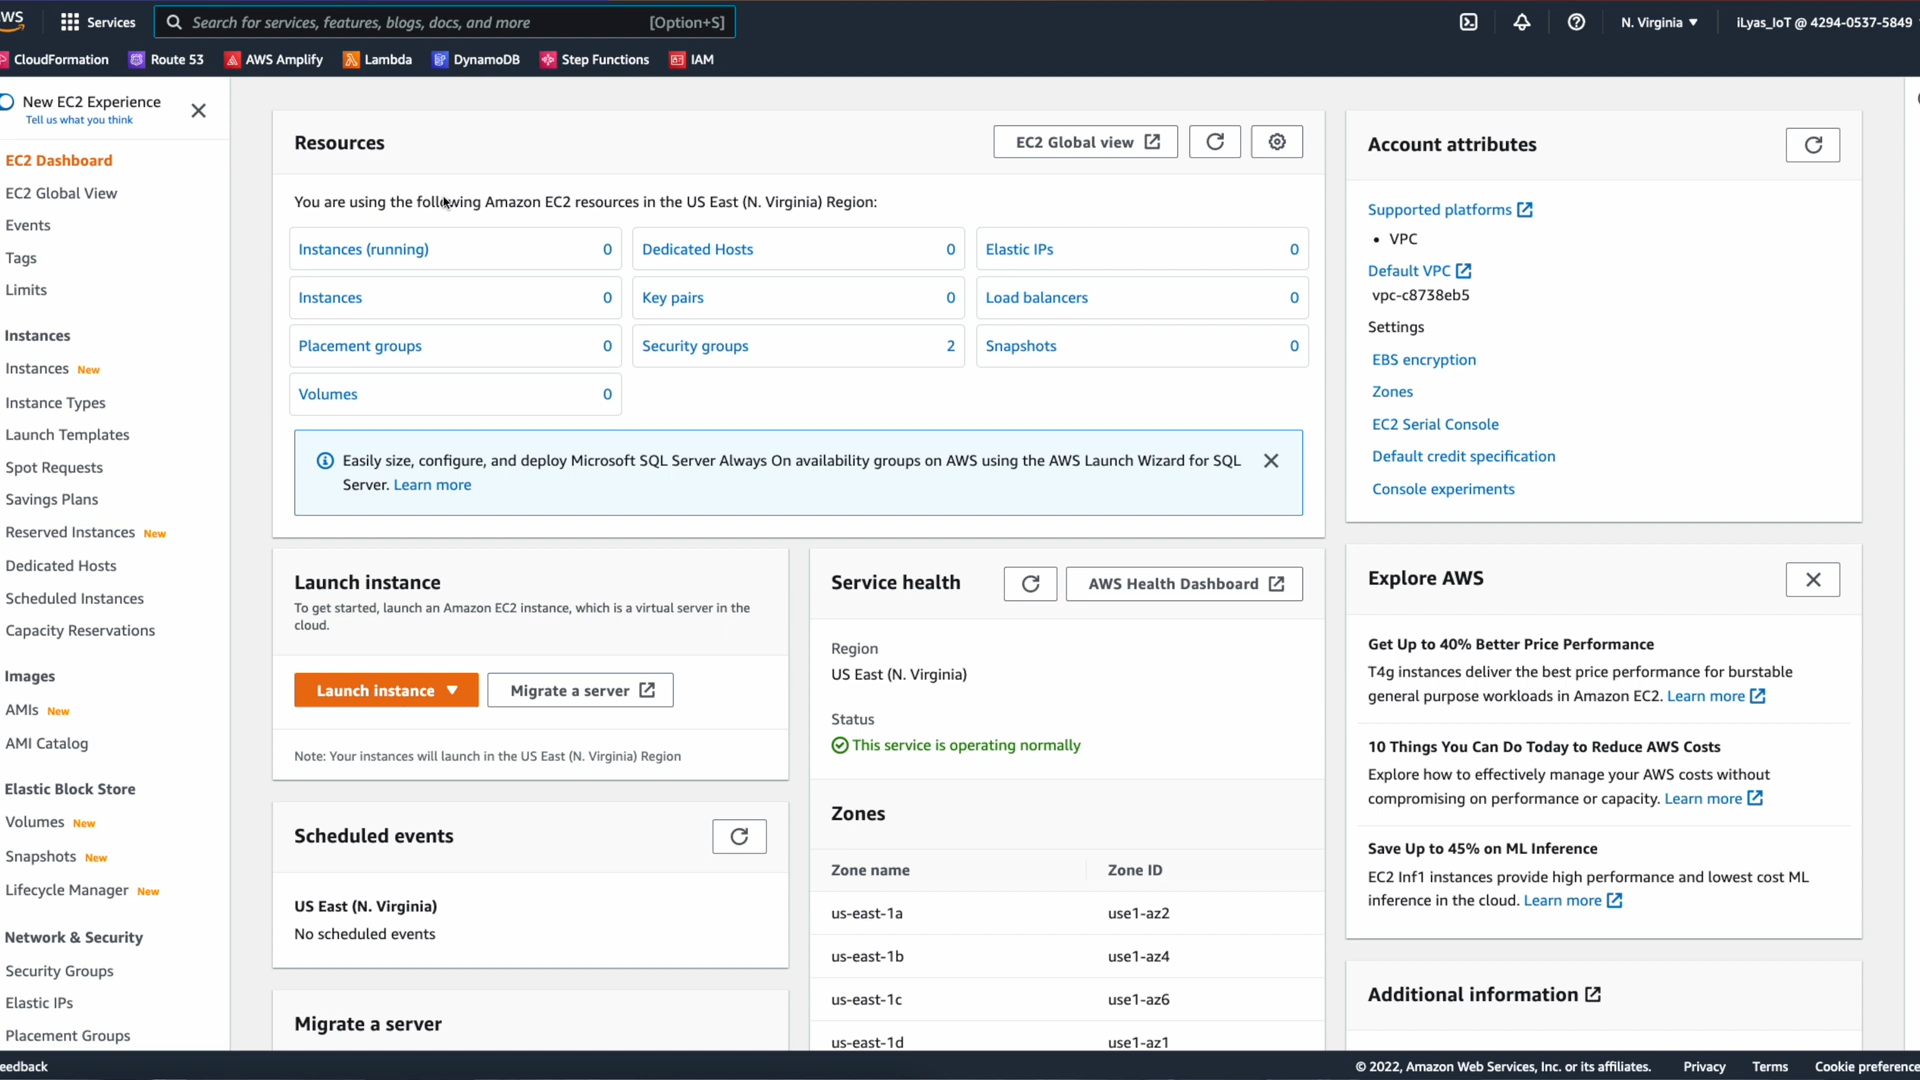 aws
Services
Search for services, features, blogs, docs, and more
[Option+S]
N. Virginia
iLyas_IoT @ 4294-0537-5849
CloudFormation
Route 53
AWS Amplify
Lambda
DynamoDB
Step Functions
IAM
New EC2 Experience
Tell us what you think
EC2 Dashboard
EC2 Global View
Events
Tags
Limits
Instances
Instances New
Instance Types
Launch Templates
Spot Requests
Savings Plans
Reserved Instances New
Dedicated Hosts
Scheduled Instances
Capacity Reservations
Images
AMIs New
AMI Catalog
Elastic Block Store
Volumes New
Snapshots New
Lifecycle Manager New
Network & Security
Security Groups
Elastic IPs
Placement Groups
Resources
EC2 Global view
You are using the following Amazon EC2 resources in the US East (N. Virginia) Region:
Instances (running) 0
Dedicated Hosts 0
Elastic IPs 0
Instances 0
Key pairs 0
Load balancers 0
Placement groups 0
Security groups 2
Snapshots 0
Volumes 0
Easily size, configure, and deploy Microsoft SQL Server Always On availability groups on AWS using the AWS Launch Wizard for SQL
Server. Learn more
Launch instance
To get started, launch an Amazon EC2 instance, which is a virtual server in the
cloud.
Launch instance
Migrate a server
Note: Your instances will launch in the US East (N. Virginia) Region
Scheduled events
US East (N. Virginia)
No scheduled events
Migrate a server
Service health
AWS Health Dashboard
Region
US East (N. Virginia)
Status
This service is operating normally
Zones
Zone name Zone ID
us-east-1a use1-az2
us-east-1b use1-az4
us-east-1c use1-az6
us-east-1d use1-az1
Account attributes
Supported platforms
• VPC
Default VPC
vpc-c8738eb5
Settings
EBS encryption
Zones
EC2 Serial Console
Default credit specification
Console experiments
Explore AWS
Get Up to 40% Better Price Performance
T4g instances deliver the best price performance for burstable
general purpose workloads in Amazon EC2. Learn more
10 Things You Can Do Today to Reduce AWS Costs
Explore how to effectively manage your AWS costs without
compromising on performance or capacity. Learn more
Save Up to 45% on ML Inference
EC2 Inf1 instances provide high performance and lowest cost ML
inference in the cloud. Learn more
Additional information
eedback
© 2022, Amazon Web Services, Inc. or its affiliates.
Privacy
Terms
Cookie preference